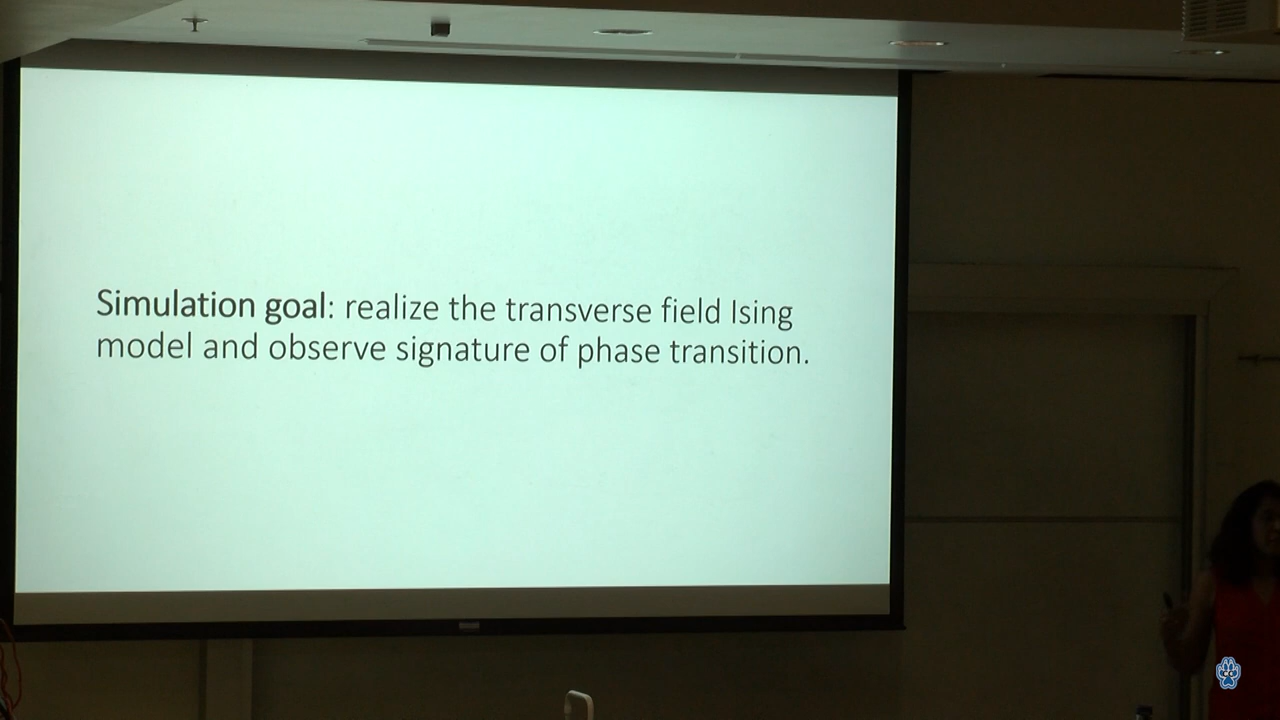 Simulation goal: realize the transverse field Ising
model and observe signature of phase transition.